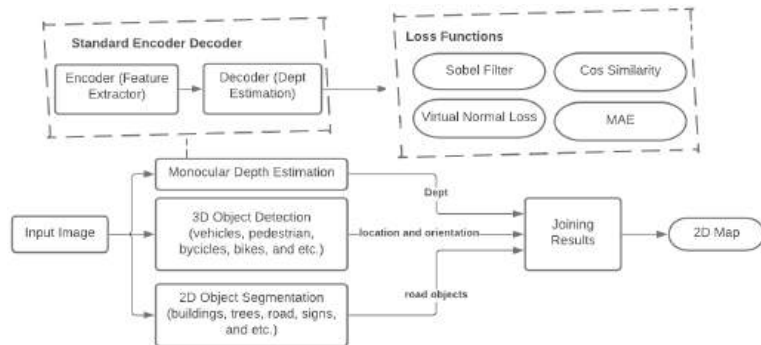 Standard Encoder Decoder
Encoder (Feature
Extractor)
Decoder (Dept
Estimation)
Loss Functions
Sobel Filter
Cos Similarity
Virtual Normal Loss
MAE
Monocular Depth Estimation
Dept
Input Image
3D Object Detection
(vehicles, pedestrian,
bycicles, bikes, and etc.)
location and orientation
Joining
Results
2D Map
2D Object Segmentation
(buildings, trees, road, signs,
and etc.)
road objects